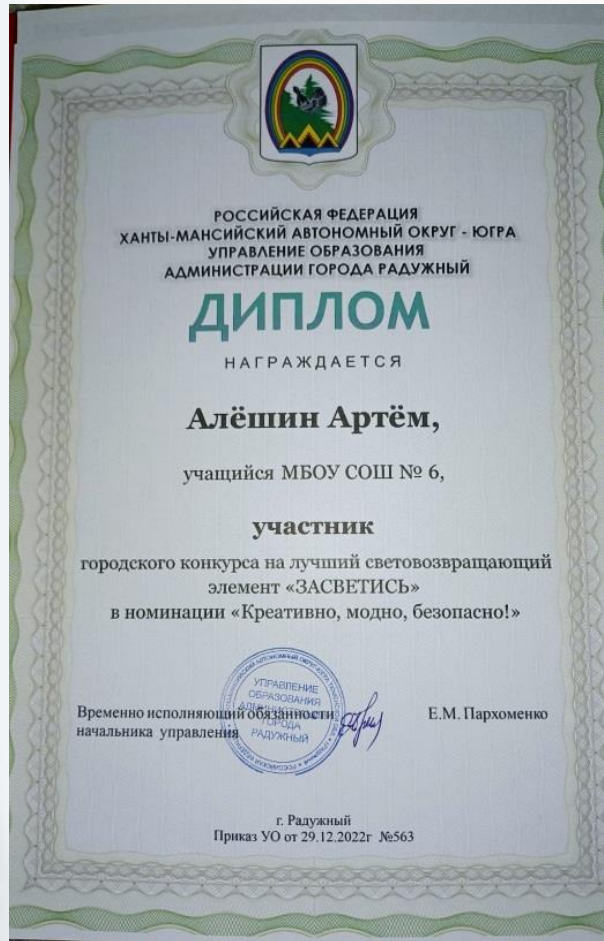 РОССИЙСКАЯ ФЕДЕРАЦИЯ
ХАНТЫ-МАНСИЙСКИЙ АВТОНОМНЫЙ ОКРУГ - ЮГРА
УПРАВЛЕНИЕ ОБРАЗОВАНИЯ
АДМИНИСТРАЦИИ ГОРОДА РАДУЖНЫЙ
ДИПЛОМ
НАГРАЖДАЕТСЯ
Алёшин Артём,
учащийся МБОУ СОШ № 6,
участник
городского конкурса на лучший световозвращающий
элемент «ЗАСВЕТИСЬ»
в номинации «Креативно, модно, безопасно!»
УПРАВЛЕНИЕ
ОБРАЗОВАНИЯ
АДМИНИСТРАЦИИ
ГОРОДА
РАДУЖНЫЙ
Временно исполняющий обязанности
начальника управления
Е.М. Пархоменко
г. Радужный
Приказ УО от 29.12.2022г №563